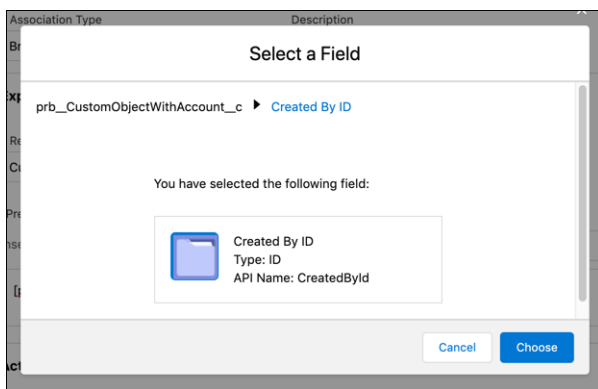 Association Type Description
Select a Field
prb__CustomObjectWithAccount__c ▶ Created By ID
You have selected the following field:
Created By ID
Type: ID
API Name: CreatedById
Cancel Choose